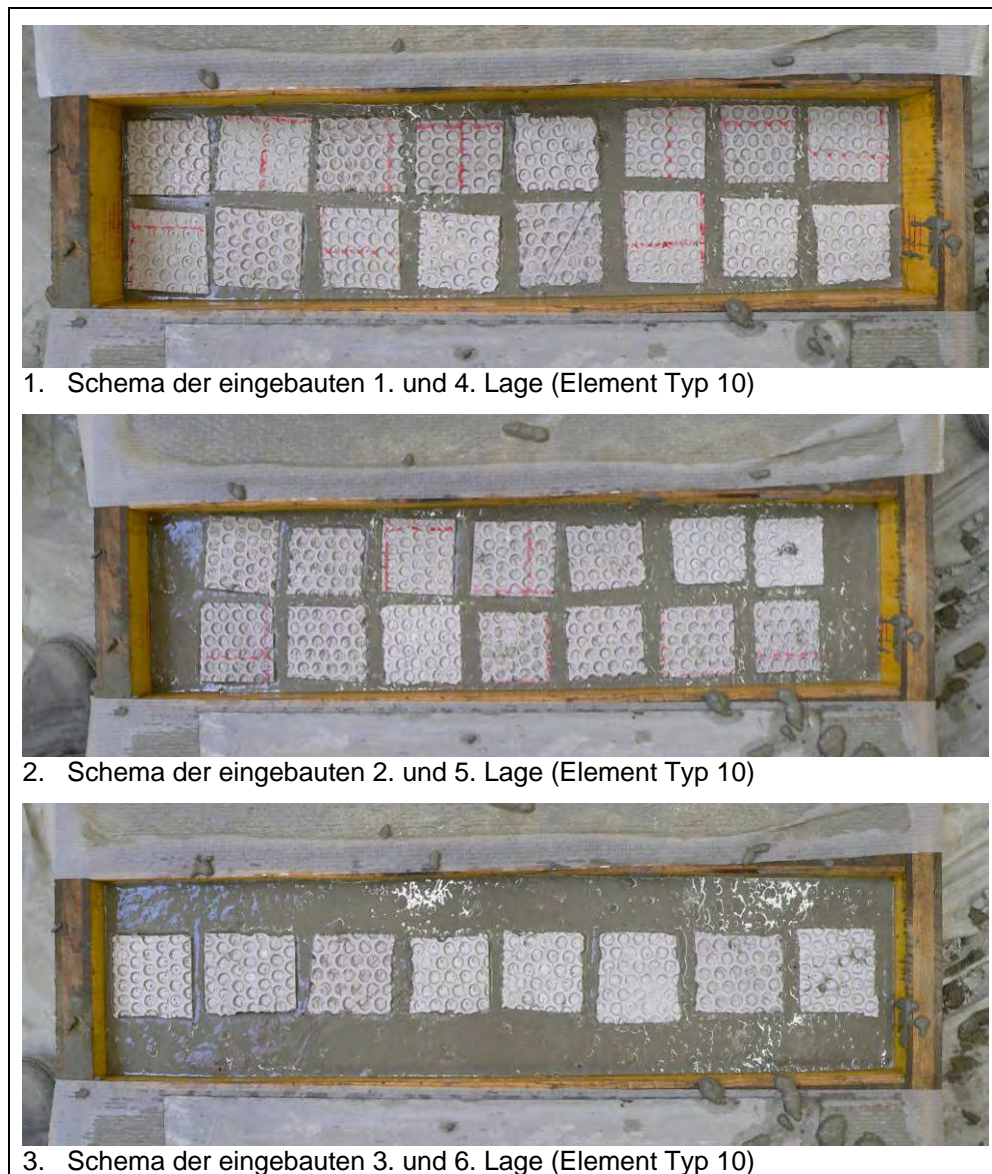 1. Schema der eingebauten 1. und 4. Lage (Element Typ 10)
2. Schema der eingebauten 2. und 5. Lage (Element Typ 10)
3. Schema der eingebauten 3. und 6. Lage (Element Typ 10)